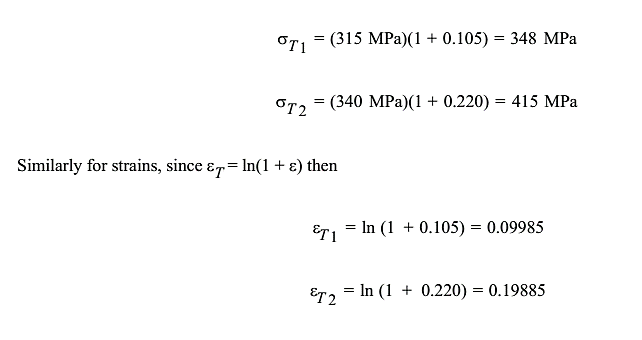 σT1 = (315 MPa)(1 + 0.105) = 348 MPa
σT2 = (340 MPa)(1 + 0.220) = 415 MPa
Similarly for strains, since εT = ln(1 + ε) then
εT1 = ln (1 + 0.105) = 0.09985
εT2 = ln (1 + 0.220) = 0.19885